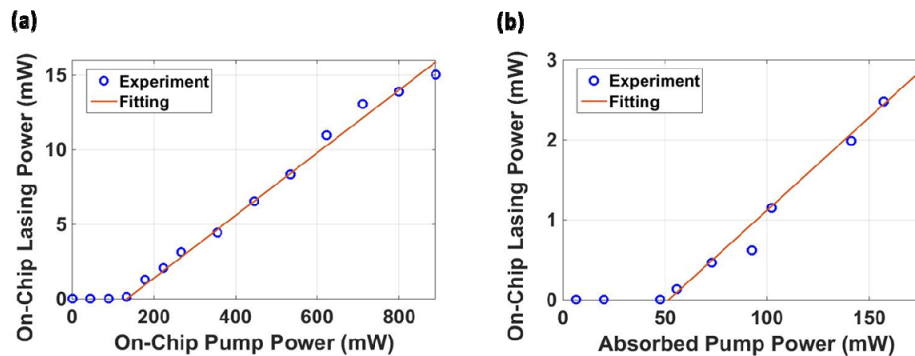 (a)
On-Chip Lasing Power (mW)
15
10
5
0
Experiment
Fitting
200
400
600
800
On-Chip Pump Power (mW)
(b)
On-Chip Lasing Power (mW)
3
2
1
0
Experiment
Fitting
0
50
100
150
Absorbed Pump Power (mW)